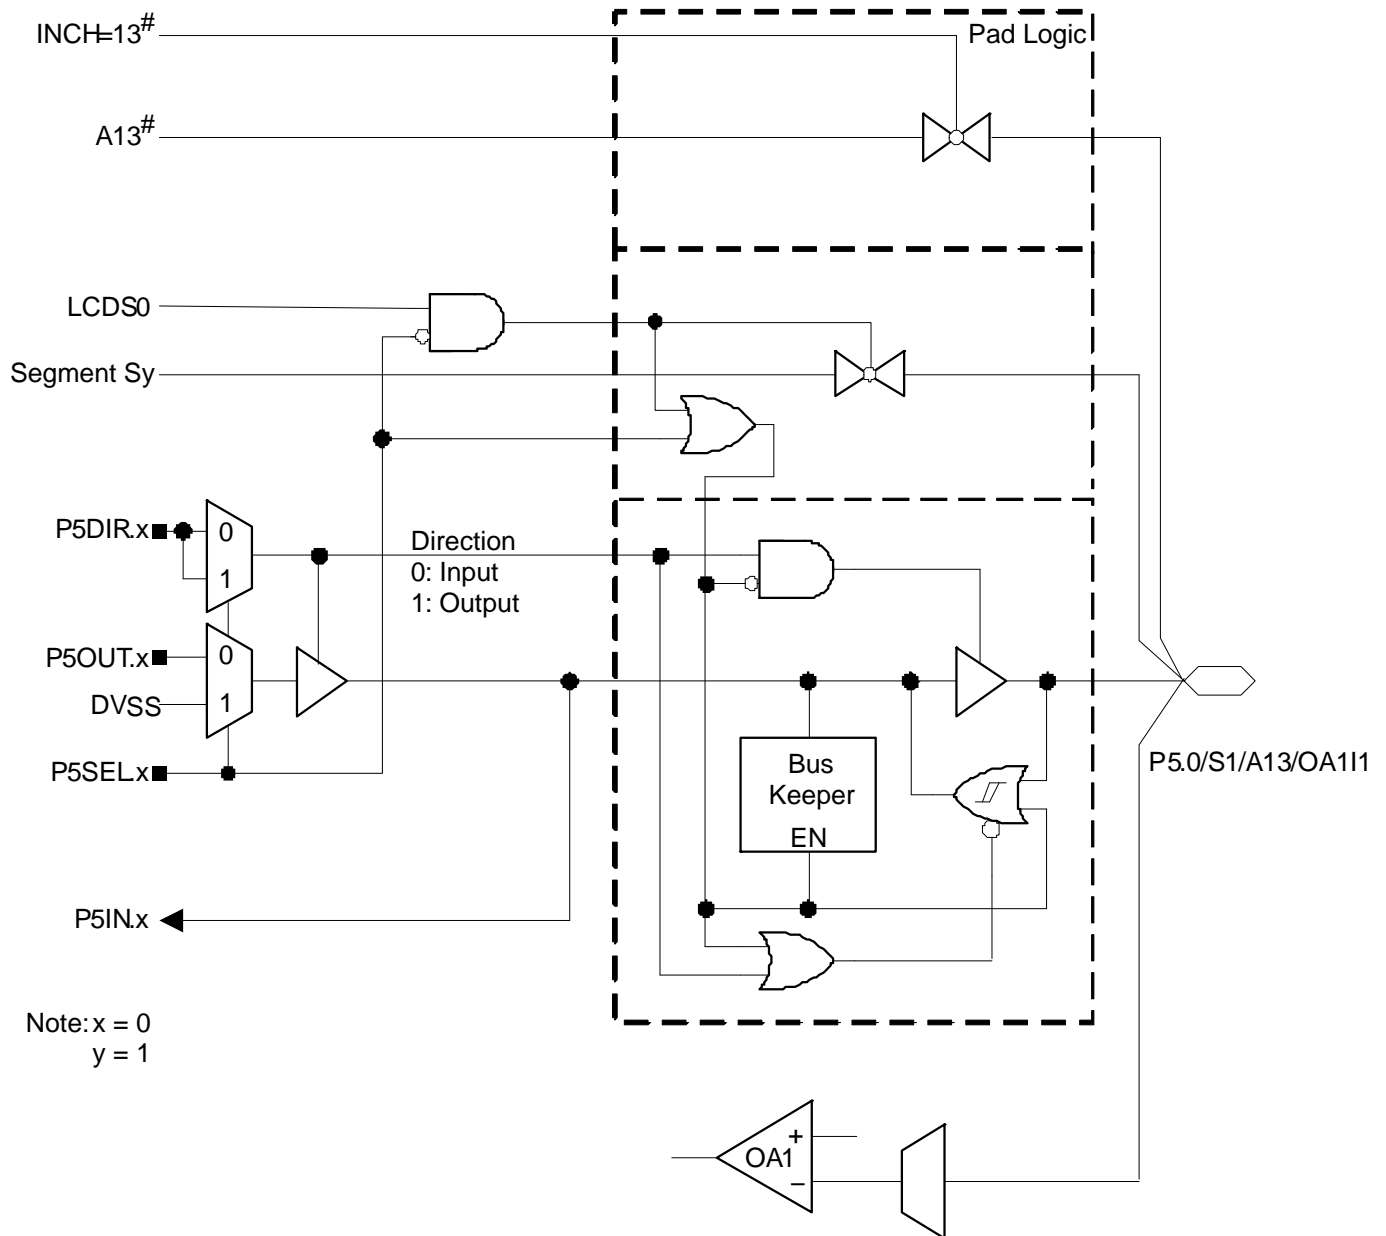 INCH=13#
Pad Logic
A13#
LCDS0
Segment Sy
P5DIR.x
0
1
Direction
0: Input
1: Output
P5OUT.x
0
DVSS
1
P5SEL.x
Bus
Keeper
EN
P5.0/S1/A13/OA1I1
P5IN.x
Note: x = 0
y = 1
+
OA1
−